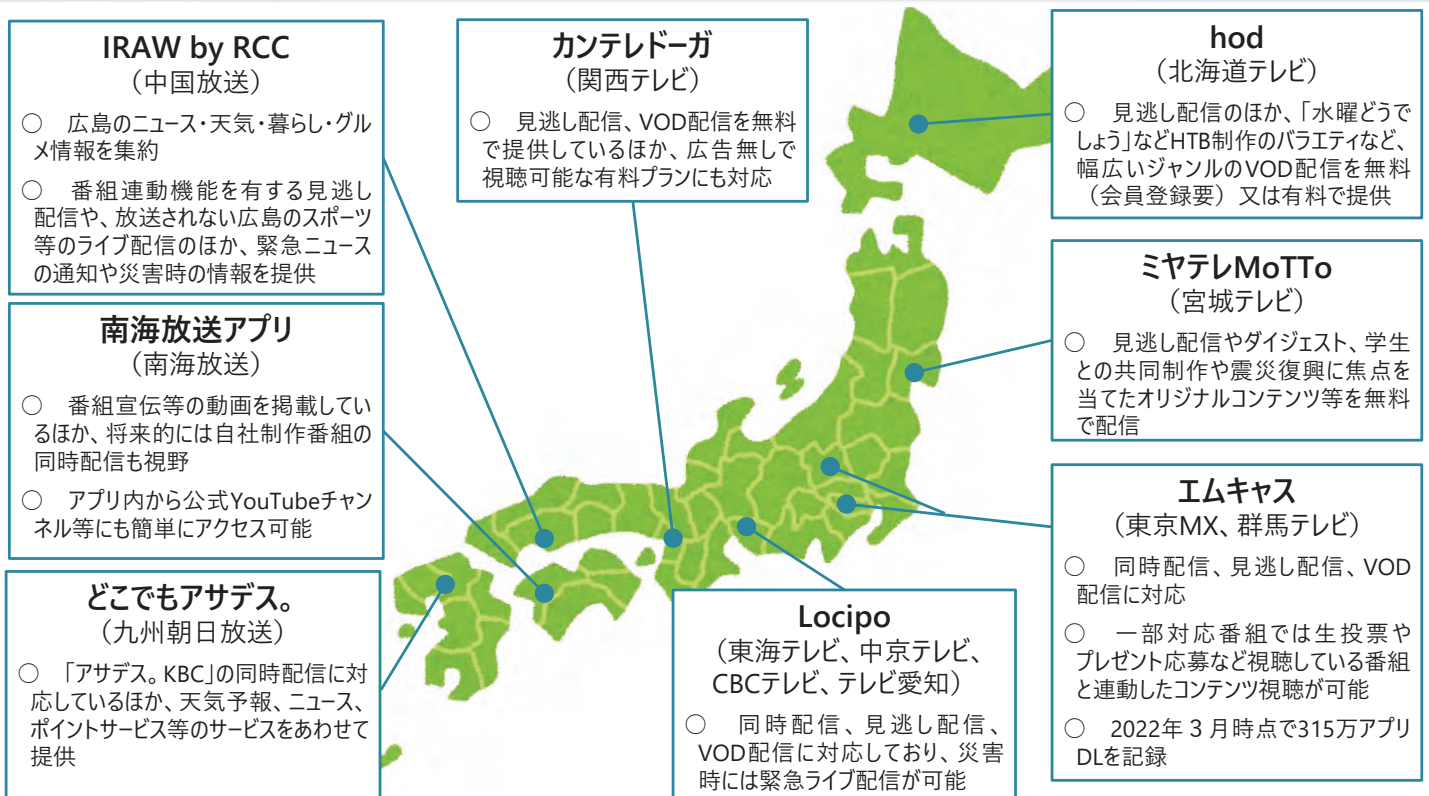 IRAW by RCC
（中国放送）
○　広島のニュース・天気・暮らし・グル
メ情報を集約
○　番組連動機能を有する見逃し
配信や、放送されない広島のスポーツ
等のライブ配信のほか、緊急ニュース
の通知や災害時の情報を提供
南海放送アプリ
（南海放送）
○　番組宣伝等の動画を掲載してい
るほか、将来的には自社制作番組の
同時配信も視野
○　アプリ内から公式YouTubeチャン
ネル等にも簡単にアクセス可能
どこでもアサデス。
（九州朝日放送）
○　「アサデス。KBC」の同時配信に対
応しているほか、天気予報、ニュース、
ポイントサービス等のサービスをあわせて
提供
カンテレドーガ
（関西テレビ）
○　見逃し配信、VOD配信を無料
で提供しているほか、広告無しで
視聴可能な有料プランにも対応
Locipo
（東海テレビ、中京テレビ、
CBCテレビ、テレビ愛知）
○　同時配信、見逃し配信、
VOD配信に対応しており、災害
時には緊急ライブ配信が可能
hod
（北海道テレビ）
○　見逃し配信のほか、「水曜どうで
しょう」などHTB制作のバラエティなど、
幅広いジャンルのVOD配信を無料
（会員登録要）又は有料で提供
ミヤテレMoTTo
（宮城テレビ）
○　見逃し配信やダイジェスト、学生
との共同制作や震災復興に焦点を
当てたオリジナルコンテンツ等を無料
で配信
エムキャス
（東京MX、群馬テレビ）
○　同時配信、見逃し配信、VOD
配信に対応
○　一部対応番組では生投票や
プレゼント応募など視聴している番組
と連動したコンテンツ視聴が可能
○　2022年３月時点で315万アプリ
DLを記録